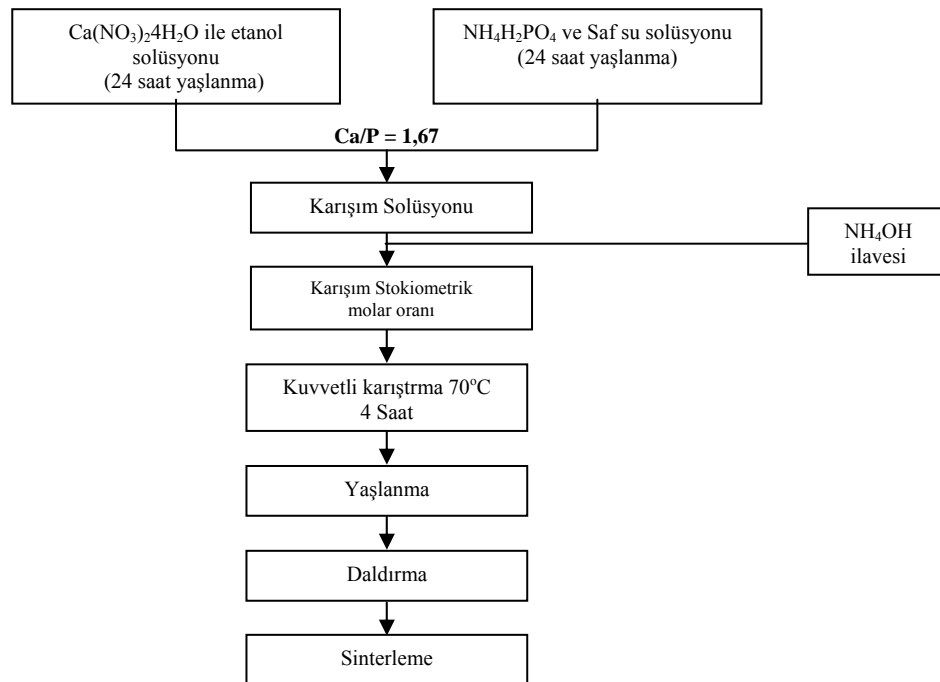 Ca(NO₃)₂4H₂O ile etanol
solüsyonu
(24 saat yaşlanma)
NH₄H₂PO₄ ve Saf su solüsyonu
(24 saat yaşlanma)
Ca/P = 1,67
Karışım Solüsyonu
NH₄OH
ilavesi
Karışım Stokiometrik
molar oranı
Kuvvetli karıştrma 70°C
4 Saat
Yaşlanma
Daldırma
Sinterleme